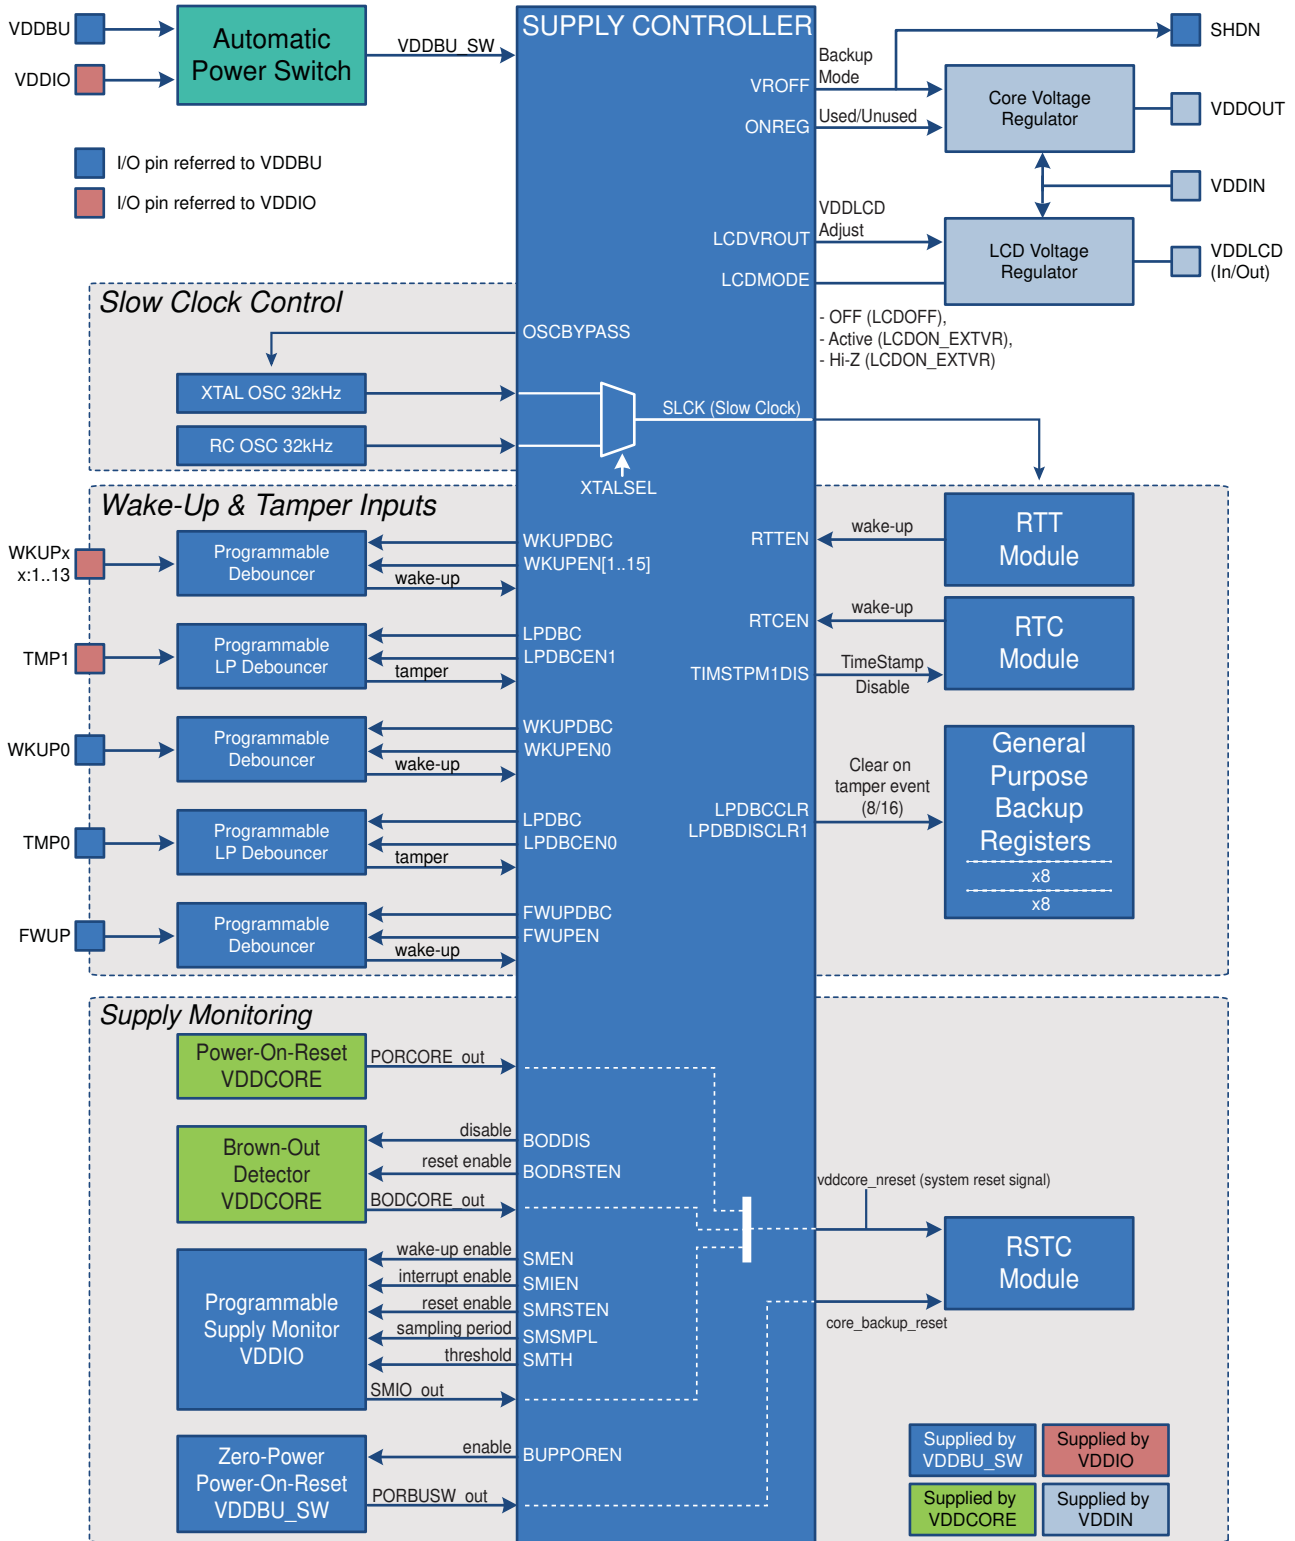 VDDBU
VDDIO
Automatic
Power Switch
VDDBU_SW
SUPPLY CONTROLLER
I/O pin referred to VDDBU
I/O pin referred to VDDIO
VROFF
Backup
Mode
ONREG
Used/Unused
Core Voltage
Regulator
SHDN
VDDOUT
VDDIN
LCDVROUT
VDDLCD
Adjust
LCDMODE
LCD Voltage
Regulator
VDDLCD
(In/Out)
- OFF (LCDOFF),
- Active (LCDON_EXTVR),
- Hi-Z (LCDON_EXTVR)
Slow Clock Control
OSCBYPASS
XTAL OSC 32kHz
RC OSC 32kHz
SLCK (Slow Clock)
XTALSEL
Wake-Up & Tamper Inputs
WKUPx
x:1..13
Programmable
Debouncer
WKUPDBC
WKUPEN[1..15]
wake-up
TMP1
Programmable
LP Debouncer
LPDBC
LPDBCEN1
tamper
WKUP0
Programmable
Debouncer
WKUPDBC
WKUPEN0
wake-up
TMP0
Programmable
LP Debouncer
LPDBC
LPDBCEN0
tamper
FWUP
Programmable
Debouncer
FWUPDBC
FWUPEN
wake-up
RTTEN
wake-up
RTT
Module
RTCEN
wake-up
TIMSTPM1DIS
TimeStamp
Disable
RTC
Module
LPDBCCLR
LPDBDISCLR1
Clear on
tamper event
(8/16)
General
Purpose
Backup
Registers
x8
x8
Supply Monitoring
Power-On-Reset
VDDCORE
PORCORE_out
Brown-Out
Detector
VDDCORE
disable
BODDIS
reset enable
BODRSTEN
BODCORE_out
Programmable
Supply Monitor
VDDIO
wake-up enable
SMEN
interrupt enable
SMIEN
reset enable
SMRSTEN
sampling period
SMSMPL
threshold
SMTH
SMIO_out
Zero-Power
Power-On-Reset
VDDBU_SW
enable
BUPPOREN
PORBUSW_out
vddcore_nreset (system reset signal)
RSTC
Module
core_backup_reset
Supplied by
VDDBU_SW
Supplied by
VDDIO
Supplied by
VDDCORE
Supplied by
VDDIN